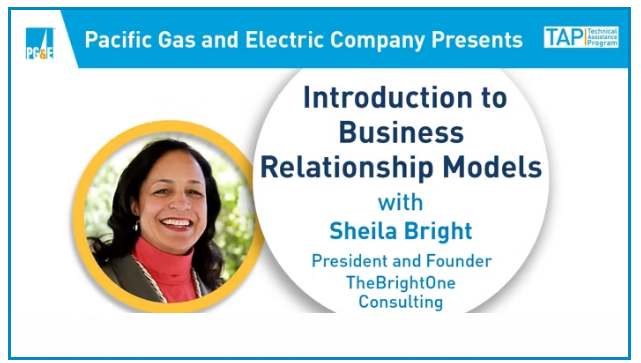 PG&E
Pacific Gas and Electric Company Presents
TAP Technical
Assistance
Program
Introduction to
Business
Relationship Models
with
Sheila Bright
President and Founder
TheBrightOne
Consulting